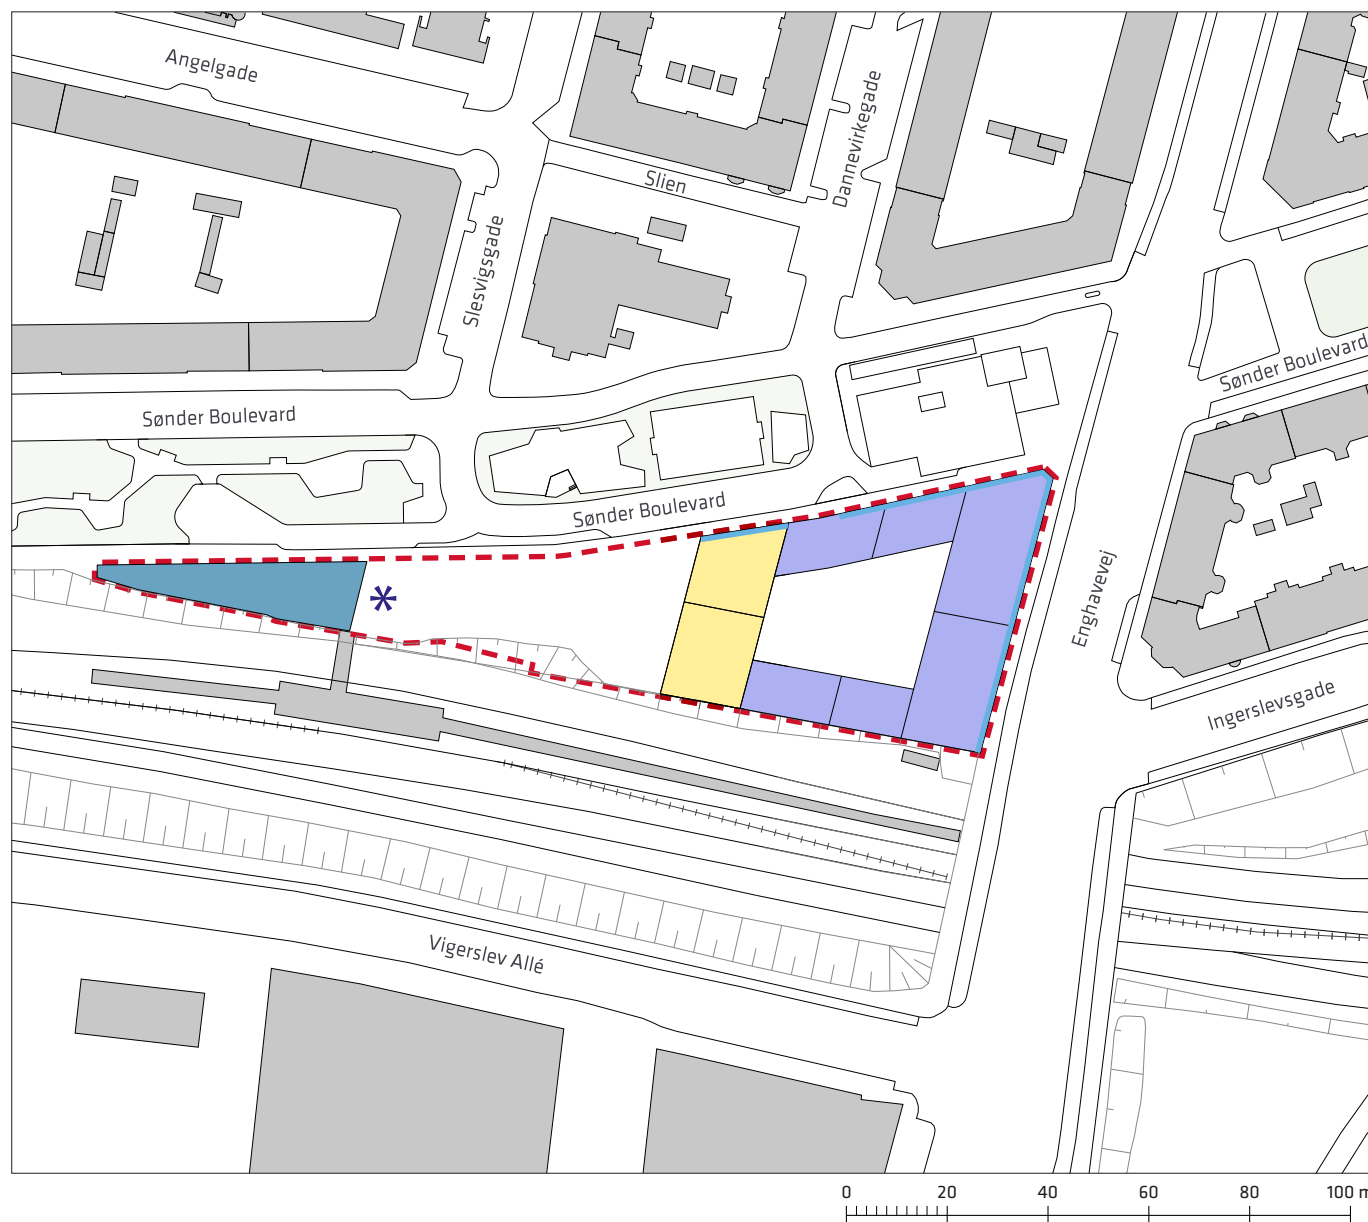 Angelgade
Slien
Dannevirkegade
Slesvigsgade
Sønder Boulevard
Sønder Boulevard
Sønder Boulevard
*
Enghavevej
Ingerslevsgade
Vigerslev Allé
0 20 40 60 80 100 m